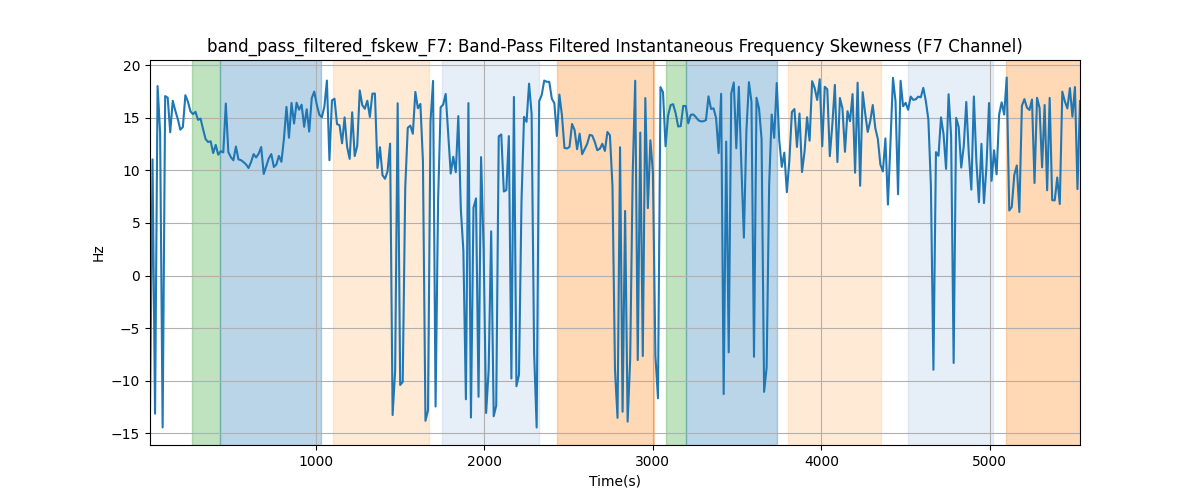 band_pass_filtered_fskew_F7: Band-Pass Filtered Instantaneous Frequency Skewness (F7 Channel)
20
15
10
5
0
−5
−10
−15
Hz
1000 2000 3000 4000 5000
Time(s)